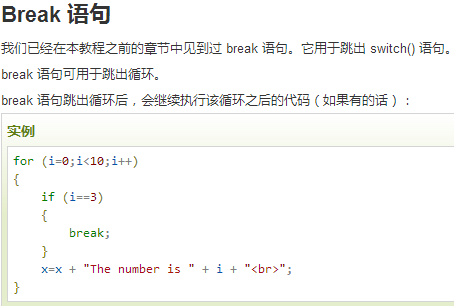 Break 语句
我们已经在本教程之前的章节中见到过 break 语句。它用于跳出 switch() 语句。
break 语句可用于跳出循环。
break 语句跳出循环后，会继续执行该循环之后的代码（如果有的话）：
实例
for (i=0;i<10;i++)
{
    if (i==3)
    {
        break;
    }
    x=x + "The number is " + i + "<br>";
}